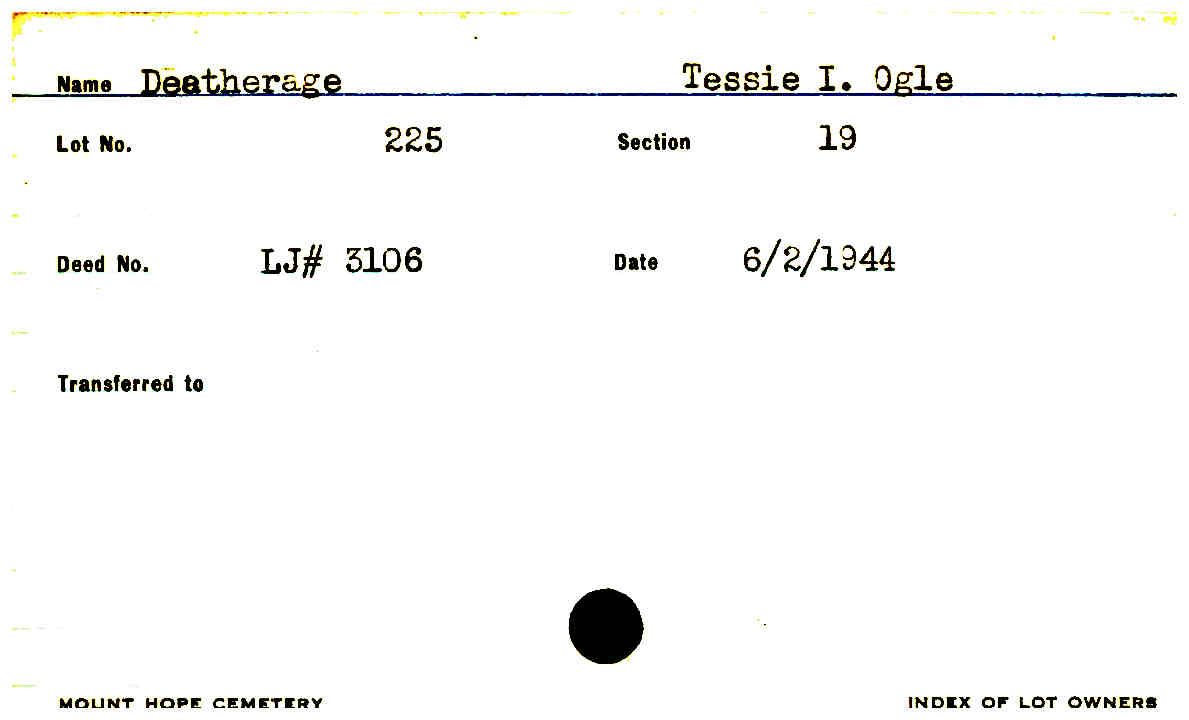 Name Deatherage Tessie I. Ogle
Lot No. 225 Section 19
Deed No. LJ# 3106 Date 6/2/1944
Transferred to
MOUNT HOPE CEMETERY INDEX OF LOT OWNERS